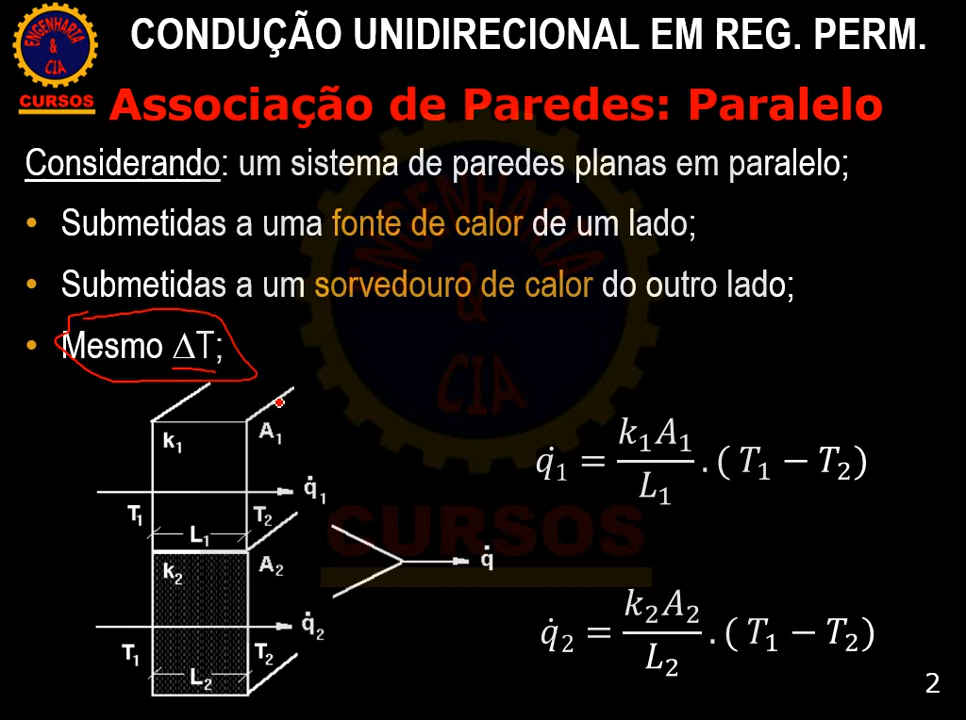 ENGENHARIA & CIA
CURSOS
CONDUÇÃO UNIDIRECIONAL EM REG. PERM.
Associação de Paredes: Paralelo
Considerando: um sistema de paredes planas em paralelo;
• Submetidas a uma fonte de calor de um lado;
• Submetidas a um sorvedouro de calor do outro lado;
• Mesmo ΔT;
k₁ A₁
q̇₁
T₁ L₁ T₂
k₂ A₂
q̇
q̇₂
T₁ L₂ T₂
q̇₁ = k₁A₁/L₁ . ( T₁ − T₂)
q̇₂ = k₂A₂/L₂ . ( T₁ − T₂)
ENGENHARIA & CIA
CURSOS
2